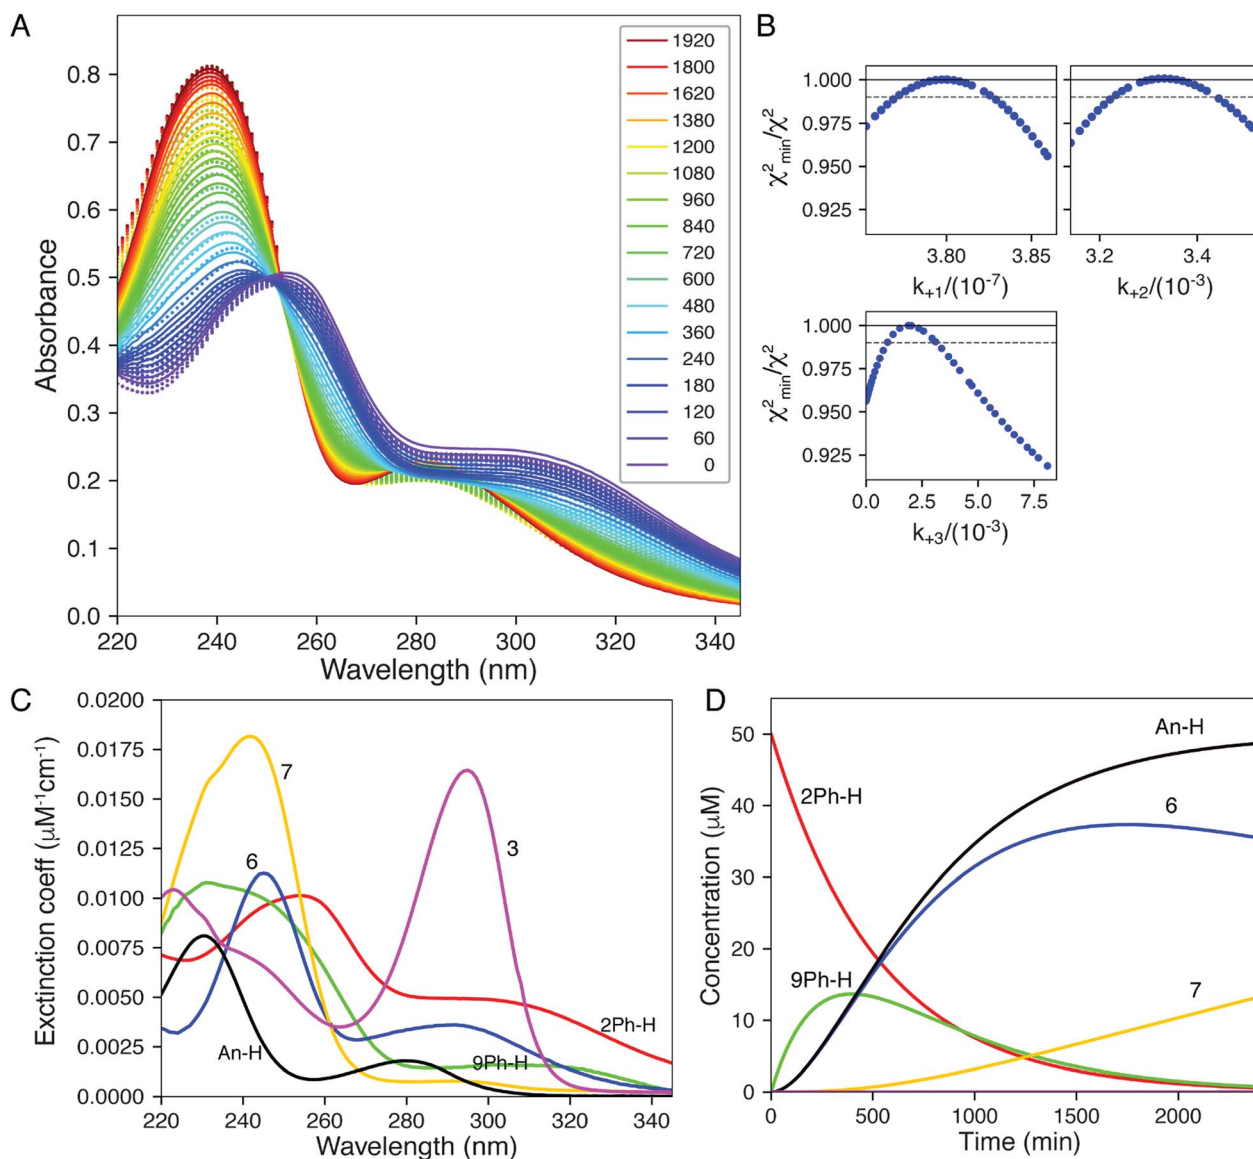 A
0.8
0.7
0.6
0.5
0.4
0.3
0.2
0.1
0.0
Absorbance
220 240 260 280 300 320 340
Wavelength (nm)
1920
1800
1620
1380
1200
1080
960
840
720
600
480
360
240
180
120
60
0
B
1.000
0.975
0.950
0.925
χ²min/χ²
3.80 3.85
k+1/(10-7)
3.2 3.4
k+2/(10-3)
1.000
0.975
0.950
0.925
χ²min/χ²
0.0 2.5 5.0 7.5
k+3/(10-3)
C
0.0200
0.0175
0.0150
0.0125
0.0100
0.0075
0.0050
0.0025
0.0000
Exctinction coeff (μM-1cm-1)
7
3
6
2Ph-H
An-H
9Ph-H
220 240 260 280 300 320 340
Wavelength (nm)
D
50
40
30
20
10
0
Concentration (μM)
An-H
2Ph-H
6
9Ph-H
7
0 500 1000 1500 2000
Time (min)